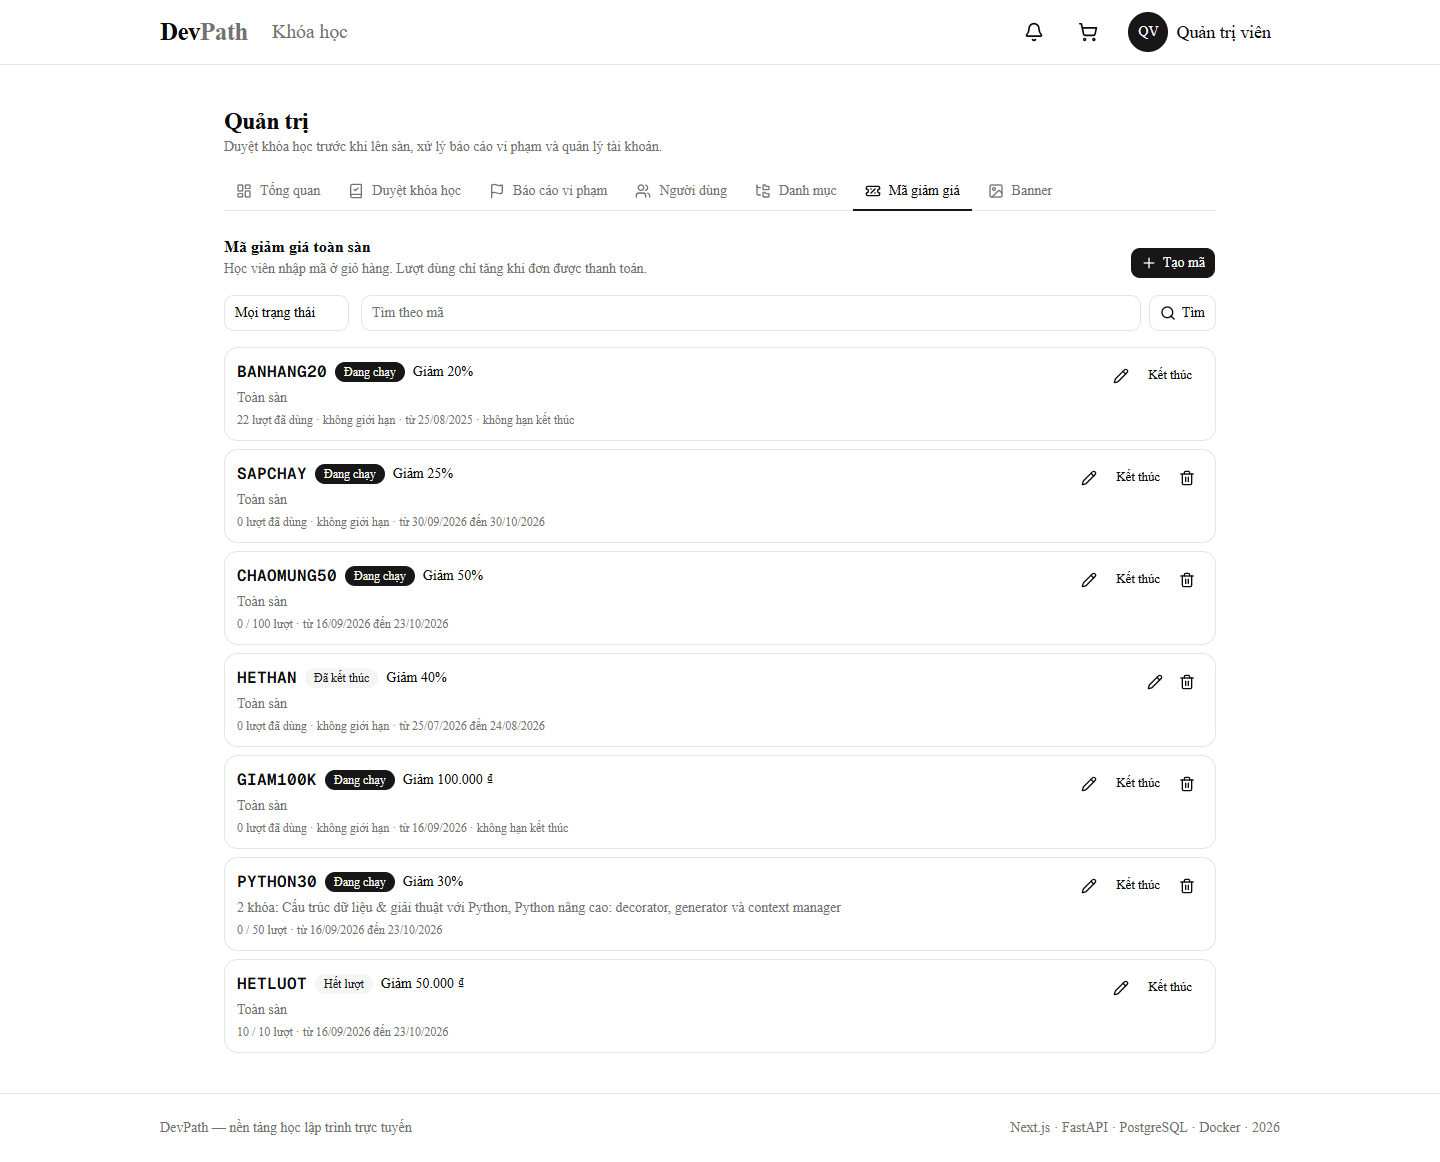 DevPath Khóa học QV Quản trị viên
Quản trị
Duyệt khóa học trước khi lên sàn, xử lý báo cáo vi phạm và quản lý tài khoản.
Tổng quan Duyệt khóa học Báo cáo vi phạm Người dùng Danh mục Mã giảm giá Banner
Mã giảm giá toàn sàn
Học viên nhập mã ở giỏ hàng. Lượt dùng chỉ tăng khi đơn được thanh toán.
Tạo mã
Mọi trạng thái Tìm theo mã Tìm
BANHANG20 Đang chạy Giảm 20% Kết thúc
Toàn sàn
22 lượt đã dùng · không giới hạn · từ 25/08/2025 · không hạn kết thúc
SAPCHAY Đang chạy Giảm 25% Kết thúc
Toàn sàn
0 lượt đã dùng · không giới hạn · từ 30/09/2026 đến 30/10/2026
CHAOMUNG50 Đang chạy Giảm 50% Kết thúc
Toàn sàn
0 / 100 lượt · từ 16/09/2026 đến 23/10/2026
HETHAN Đã kết thúc Giảm 40%
Toàn sàn
0 lượt đã dùng · không giới hạn · từ 25/07/2026 đến 24/08/2026
GIAM100K Đang chạy Giảm 100.000 ₫ Kết thúc
Toàn sàn
0 lượt đã dùng · không giới hạn · từ 16/09/2026 · không hạn kết thúc
PYTHON30 Đang chạy Giảm 30% Kết thúc
2 khóa: Cấu trúc dữ liệu & giải thuật với Python, Python nâng cao: decorator, generator và context manager
0 / 50 lượt · từ 16/09/2026 đến 23/10/2026
HETLUOT Hết lượt Giảm 50.000 ₫ Kết thúc
Toàn sàn
10 / 10 lượt · từ 16/09/2026 đến 23/10/2026
DevPath — nền tảng học lập trình trực tuyến Next.js · FastAPI · PostgreSQL · Docker · 2026